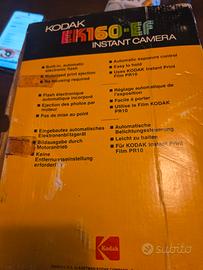 KODAK
EK160-EF
INSTANT CAMERA
• Built-in, automatic
electronic flash
• Motorized print ejection
• No focusing required
• Automatic exposure control
• Easy to hold
• Uses KODAK Instant Print
Film PR10
• Flash électronique
automatique incorporé
• Éjection des photos par
moteur
• Pas de mise au point
• Réglage automatique de
l'exposition
• Facile à porter
• Utilise le Film KODAK
PR10
• Eingebautes automatisches
Elektronenblitzgerät
• Bildausgabe durch
Motorantrieb
• Keine
Entfernungseinstellung
erforderl.
• Automatische
Belichtungssteuerung
• Leicht zu halten
• Für KODAK Instant Print
Film PR10
Kodak
subito